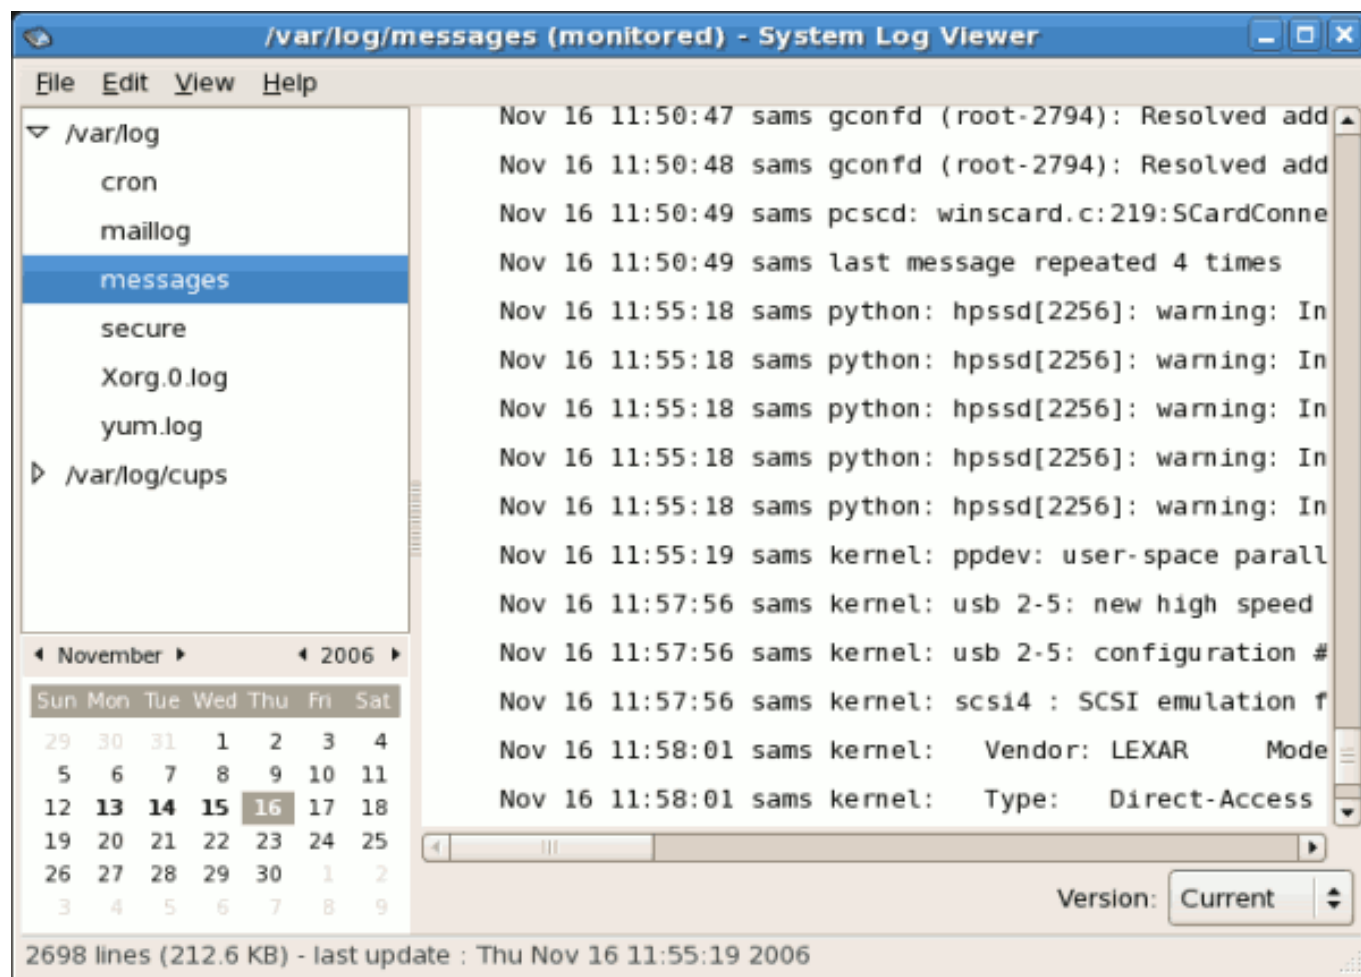 /var/log/messages (monitored) - System Log Viewer
File Edit View Help
/var/log
cron
maillog
messages
secure
Xorg.0.log
yum.log
/var/log/cups
November 2006
Sun Mon Tue Wed Thu Fri Sat
29 30 31 1 2 3 4
5 6 7 8 9 10 11
12 13 14 15 16 17 18
19 20 21 22 23 24 25
26 27 28 29 30 1 2
3 4 5 6 7 8 9
Nov 16 11:50:47 sams gconfd (root-2794): Resolved add
Nov 16 11:50:48 sams gconfd (root-2794): Resolved add
Nov 16 11:50:49 sams pcscd: winscard.c:219:SCardConne
Nov 16 11:50:49 sams last message repeated 4 times
Nov 16 11:55:18 sams python: hpssd[2256]: warning: In
Nov 16 11:55:18 sams python: hpssd[2256]: warning: In
Nov 16 11:55:18 sams python: hpssd[2256]: warning: In
Nov 16 11:55:18 sams python: hpssd[2256]: warning: In
Nov 16 11:55:18 sams python: hpssd[2256]: warning: In
Nov 16 11:55:19 sams kernel: ppdev: user-space parall
Nov 16 11:57:56 sams kernel: usb 2-5: new high speed
Nov 16 11:57:56 sams kernel: usb 2-5: configuration #
Nov 16 11:57:56 sams kernel: scsi4 : SCSI emulation f
Nov 16 11:58:01 sams kernel:   Vendor: LEXAR     Mode
Nov 16 11:58:01 sams kernel:   Type:   Direct-Access
Version: Current
2698 lines (212.6 KB) - last update : Thu Nov 16 11:55:19 2006